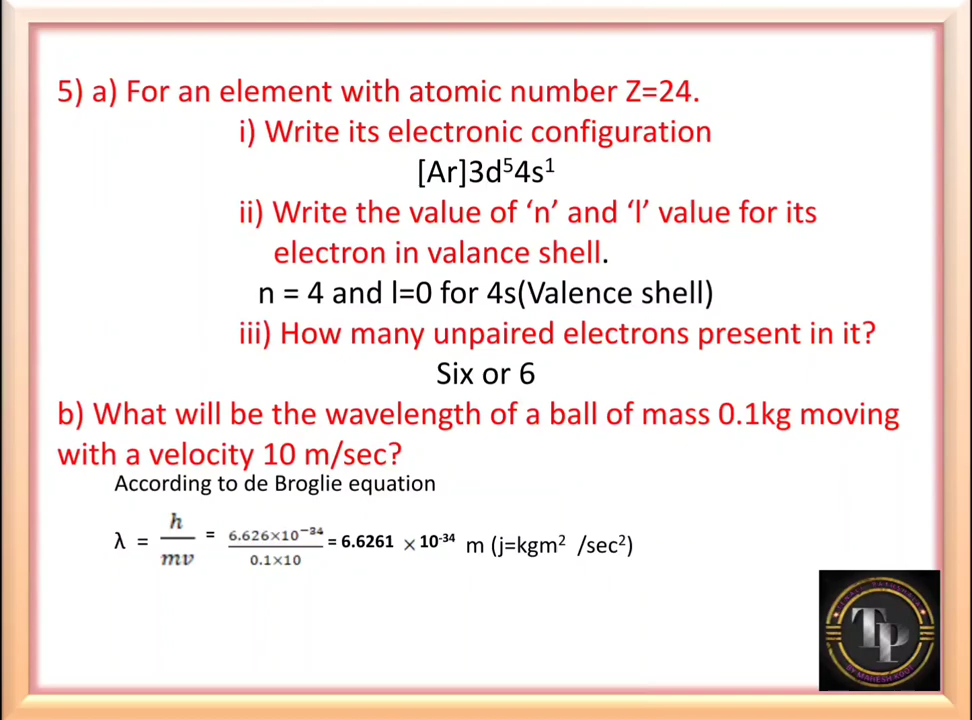 5) a) For an element with atomic number Z=24.
i) Write its electronic configuration
[Ar]3d⁵4s¹
ii) Write the value of ‘n’ and ‘l’ value for its
electron in valance shell.
n = 4 and l=0 for 4s(Valence shell)
iii) How many unpaired electrons present in it?
Six or 6
b) What will be the wavelength of a ball of mass 0.1kg moving
with a velocity 10 m/sec?
According to de Broglie equation
λ = h/mv = 6.626×10⁻³⁴/0.1×10 = 6.6261 ×10⁻³⁴ m (j=kgm² /sec²)
TP